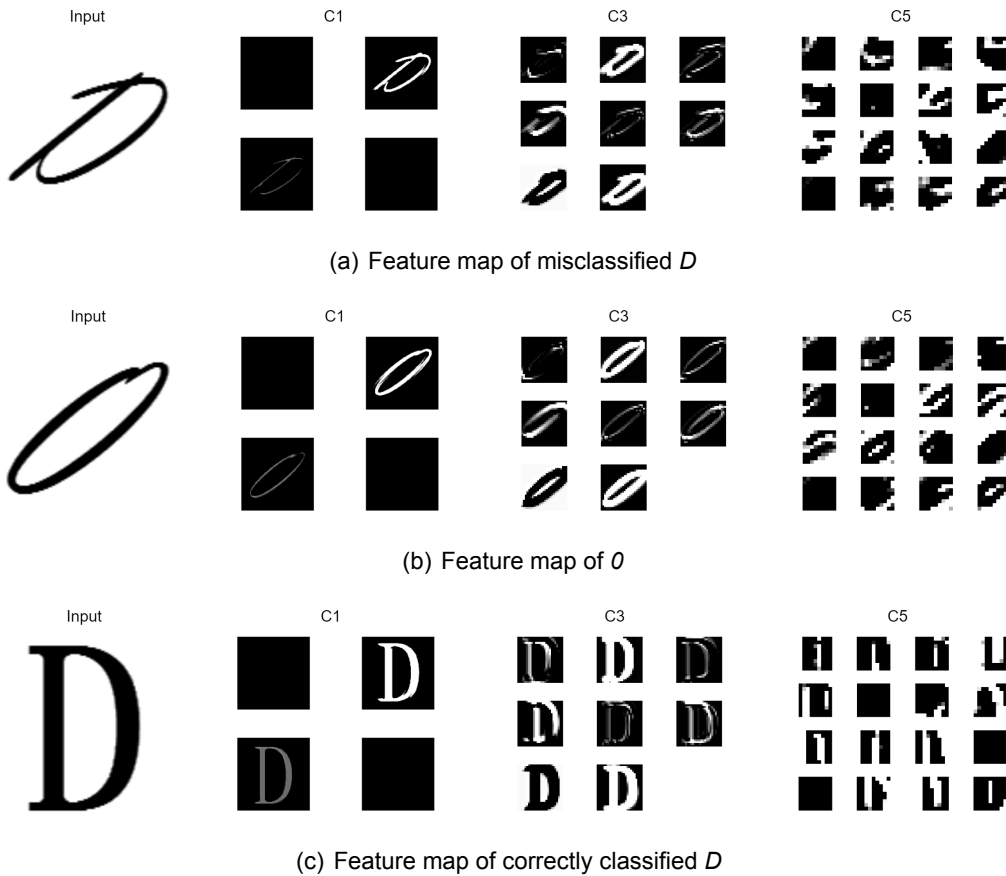 Input C1 C3 C5
D
(a) Feature map of misclassified D
Input C1 C3 C5
0
(b) Feature map of 0
Input C1 C3 C5
D
(c) Feature map of correctly classified D